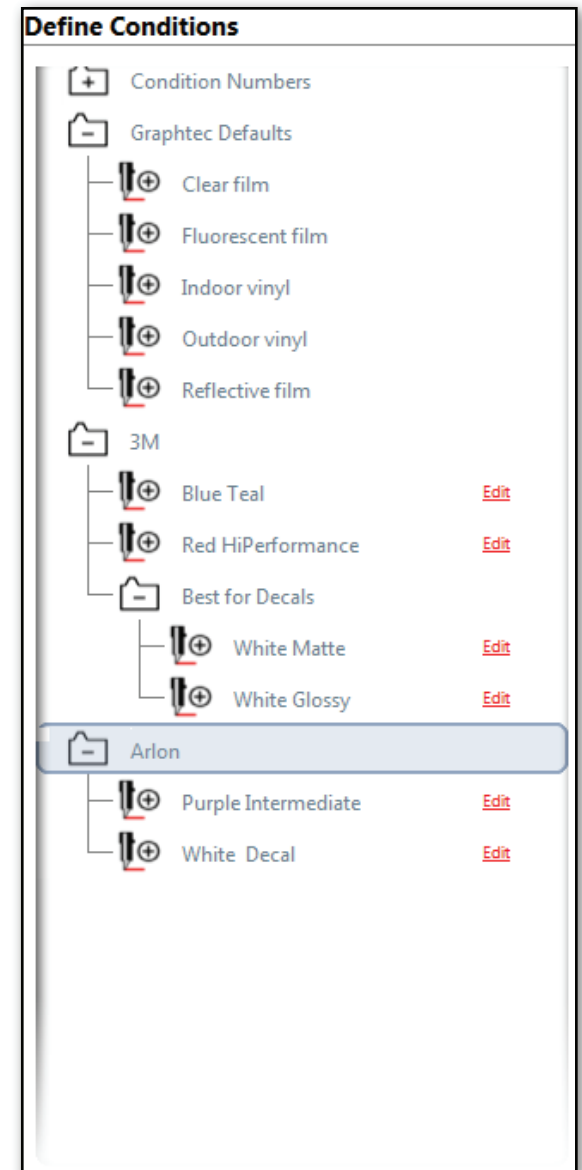 Define Conditions
Condition Numbers
Graphtec Defaults
Clear film
Fluorescent film
Indoor vinyl
Outdoor vinyl
Reflective film
3M
Blue Teal Edit
Red HiPerformance Edit
Best for Decals
White Matte Edit
White Glossy Edit
Arlon
Purple Intermediate Edit
White Decal Edit